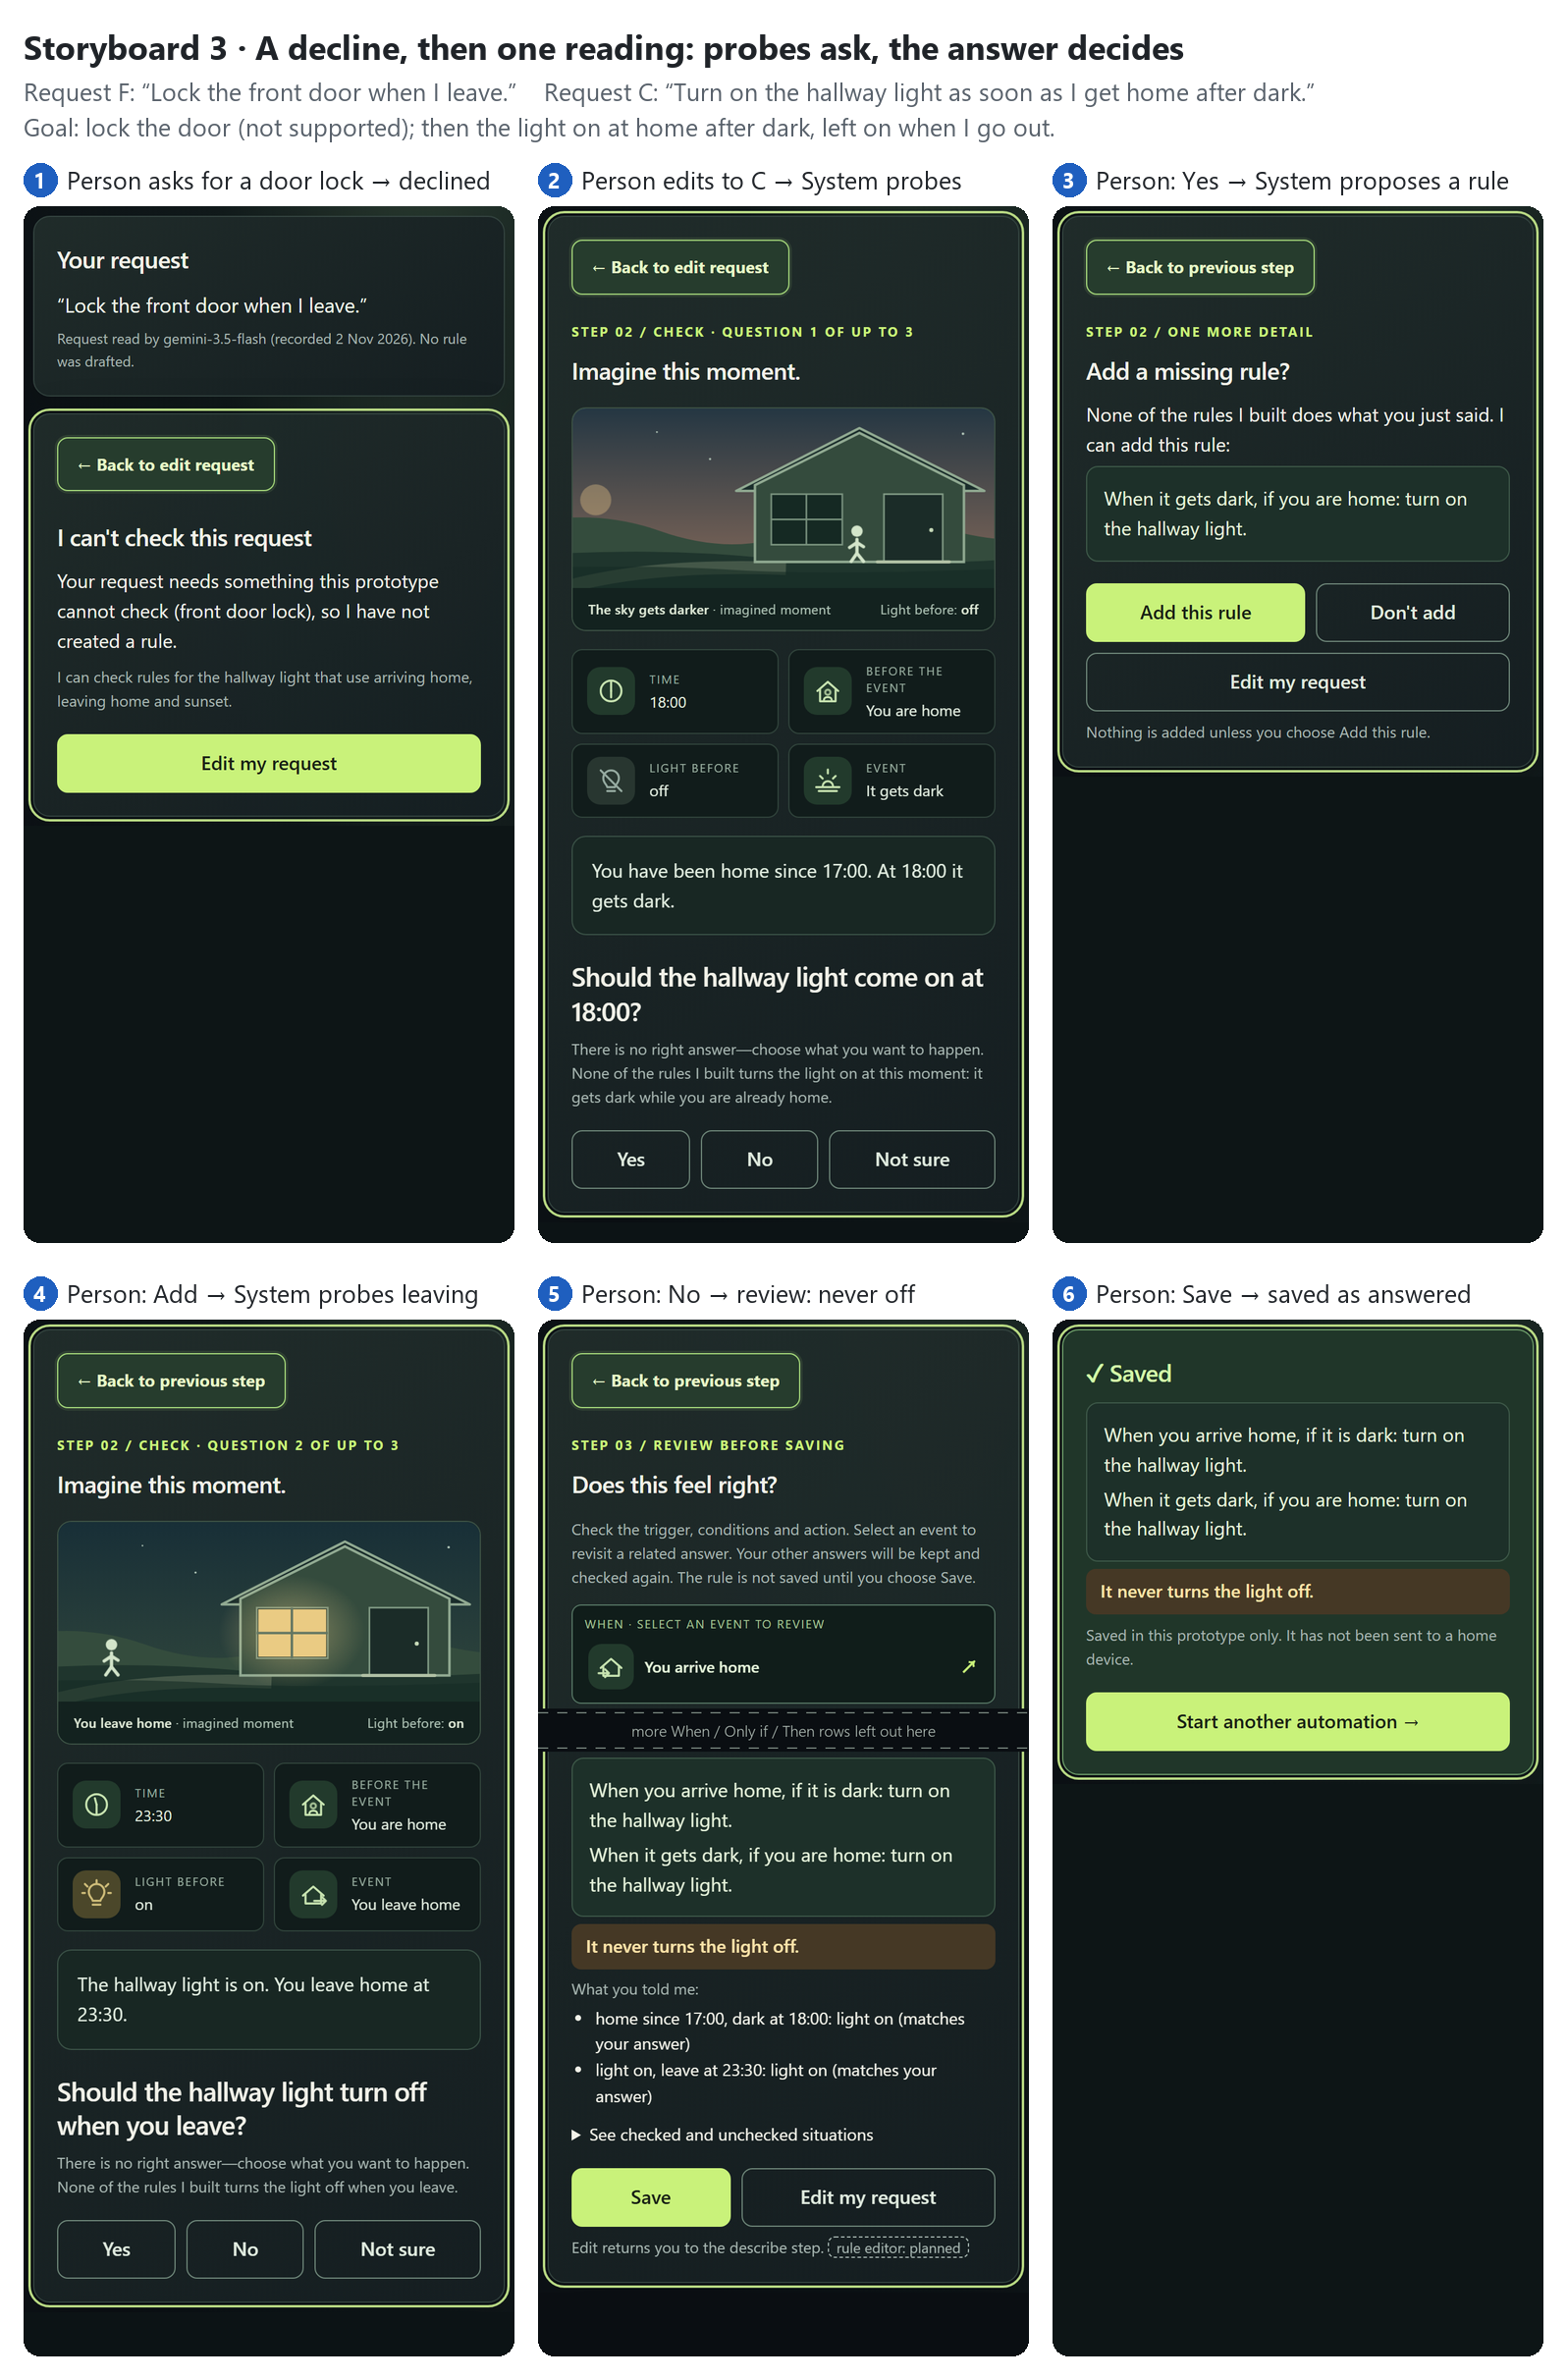 Storyboard 3 · A decline, then one reading: probes ask, the answer decides
Request F: “Lock the front door when I leave.” Request C: “Turn on the hallway light as soon as I get home after dark.”
Goal: lock the door (not supported); then the light on at home after dark, left on when I go out.
1 Person asks for a door lock → declined
Your request
“Lock the front door when I leave.”
Request read by gemini-3.5-flash (recorded 2 Nov 2026). No rule
was drafted.
← Back to edit request
I can't check this request
Your request needs something this prototype
cannot check (front door lock), so I have not
created a rule.
I can check rules for the hallway light that use arriving home,
leaving home and sunset.
Edit my request
2 Person edits to C → System probes
← Back to edit request
STEP 02 / CHECK · QUESTION 1 OF UP TO 3
Imagine this moment.
The sky gets darker · imagined moment
Light before: off
TIME
18:00
BEFORE THE
EVENT
You are home
LIGHT BEFORE
off
EVENT
It gets dark
You have been home since 17:00. At 18:00 it
gets dark.
Should the hallway light come on at
18:00?
There is no right answer—choose what you want to happen.
None of the rules I built turns the light on at this moment: it
gets dark while you are already home.
Yes
No
Not sure
3 Person: Yes → System proposes a rule
← Back to previous step
STEP 02 / ONE MORE DETAIL
Add a missing rule?
None of the rules I built does what you just said. I
can add this rule:
When it gets dark, if you are home: turn on
the hallway light.
Add this rule
Don't add
Edit my request
Nothing is added unless you choose Add this rule.
4 Person: Add → System probes leaving
← Back to previous step
STEP 02 / CHECK · QUESTION 2 OF UP TO 3
Imagine this moment.
You leave home · imagined moment
Light before: on
TIME
23:30
BEFORE THE
EVENT
You are home
LIGHT BEFORE
on
EVENT
You leave home
The hallway light is on. You leave home at
23:30.
Should the hallway light turn off
when you leave?
There is no right answer—choose what you want to happen.
None of the rules I built turns the light off when you leave.
Yes
No
Not sure
5 Person: No → review: never off
← Back to previous step
STEP 03 / REVIEW BEFORE SAVING
Does this feel right?
Check the trigger, conditions and action. Select an event to
revisit a related answer. Your other answers will be kept and
checked again. The rule is not saved until you choose Save.
WHEN · SELECT AN EVENT TO REVIEW
You arrive home ↗
more When / Only if / Then rows left out here
When you arrive home, if it is dark: turn on
the hallway light.
When it gets dark, if you are home: turn on
the hallway light.
It never turns the light off.
What you told me:
• home since 17:00, dark at 18:00: light on (matches
your answer)
• light on, leave at 23:30: light on (matches your
answer)
▶ See checked and unchecked situations
Save
Edit my request
Edit returns you to the describe step. rule editor: planned
6 Person: Save → saved as answered
✓ Saved
When you arrive home, if it is dark: turn on
the hallway light.
When it gets dark, if you are home: turn on
the hallway light.
It never turns the light off.
Saved in this prototype only. It has not been sent to a home
device.
Start another automation →